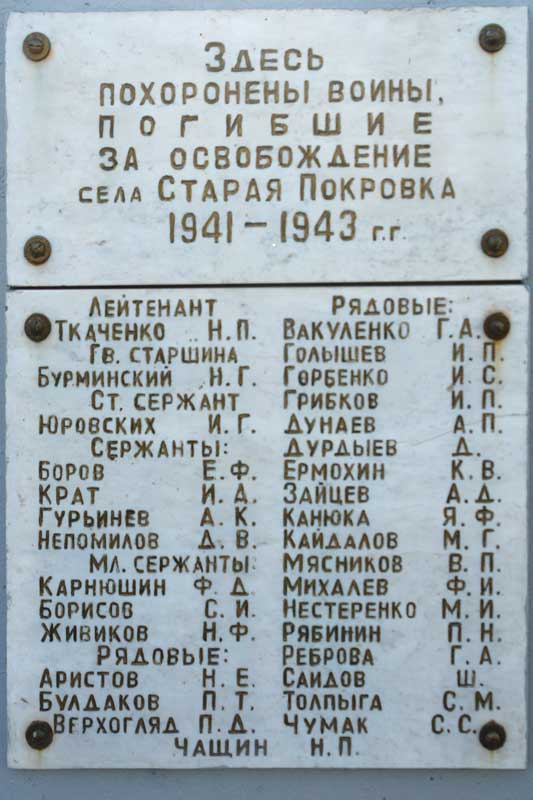 Здесь
похоронены воины,
погибшие
за освобождение
села Старая Покровка
1941 – 1943 г.г.
Лейтенант
Ткаченко Н.П.
Гв. старшина
Бурминский Н.Г.
Ст. сержант
Юровских И.Г.
Сержанты:
Боров Е.Ф.
Крат И.А.
Гурьинев А.К.
Непомилов Д.В.
Мл. сержанты:
Карнюшин Ф.Д.
Борисов С.И.
Живиков Н.Ф.
Рядовые:
Аристов Н.Е.
Булдаков П.Т.
Верхогляд П.Д.
Рядовые:
Вакуленко Г.А.
Голышев И.П.
Горбенко И.С.
Грибков И.П.
Дунаев А.П.
Дурдыев Д.
Ермохин К.В.
Зайцев А.Д.
Канюка Я.Ф.
Кайдалов М.Г.
Мясников В.П.
Михалев Ф.И.
Нестеренко М.И.
Рябинин П.Н.
Реброва Г.А.
Саидов Ш.
Толпыга С.М.
Чумак С.С.
Чащин Н.П.